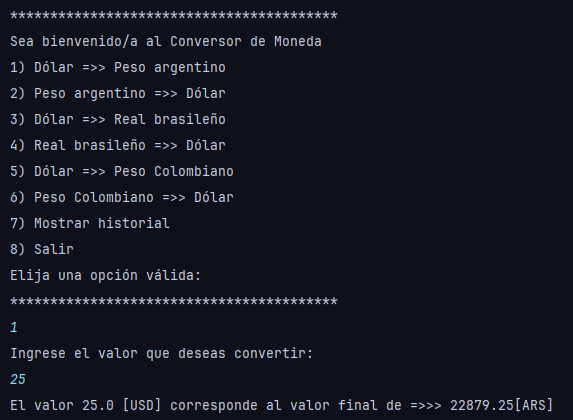 *****************************************
Sea bienvenido/a al Conversor de Moneda
1) Dólar =>> Peso argentino
2) Peso argentino =>> Dólar
3) Dólar =>> Real brasileño
4) Real brasileño =>> Dólar
5) Dólar =>> Peso Colombiano
6) Peso Colombiano =>> Dólar
7) Mostrar historial
8) Salir
Elija una opción válida:
*****************************************
1
Ingrese el valor que deseas convertir:
25
El valor 25.0 [USD] corresponde al valor final de =>>> 22879.25[ARS]